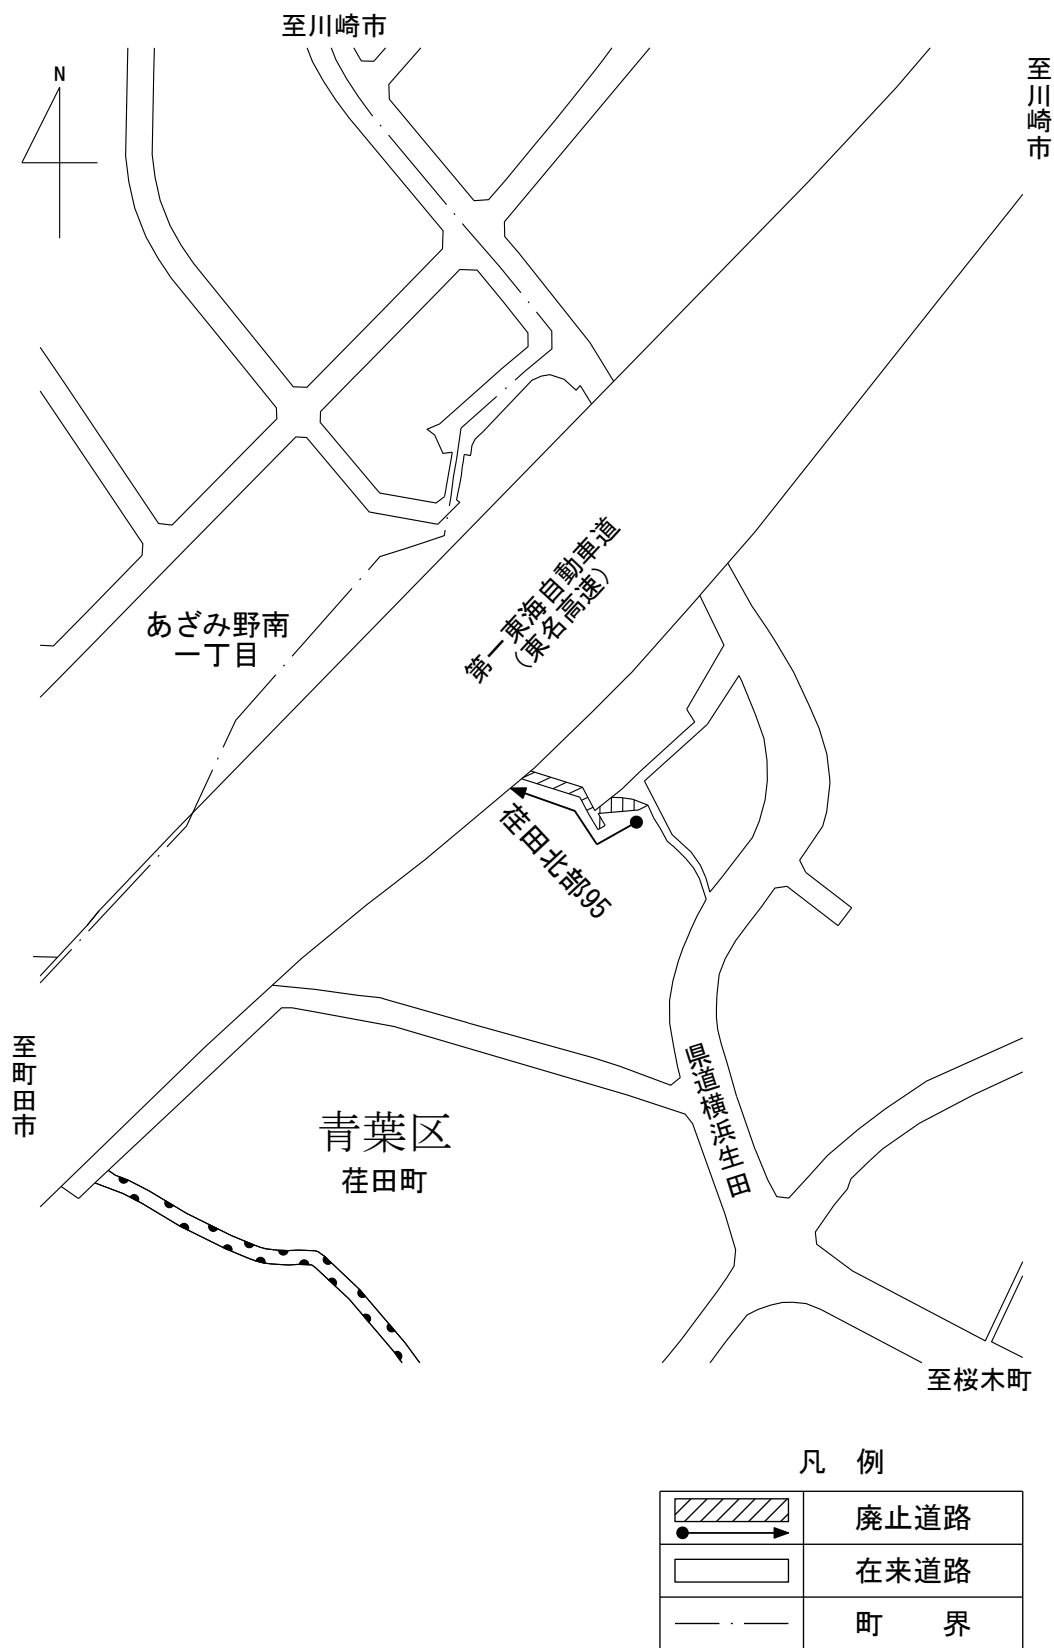 至川崎市
至川崎市
N
あざみ野南
一丁目
第一東海自動車道
(東名高速)
荏田北部95
至町田市
県道横浜生田
青葉区
荏田町
至桜木町
凡 例
廃止道路
在来道路
町 界